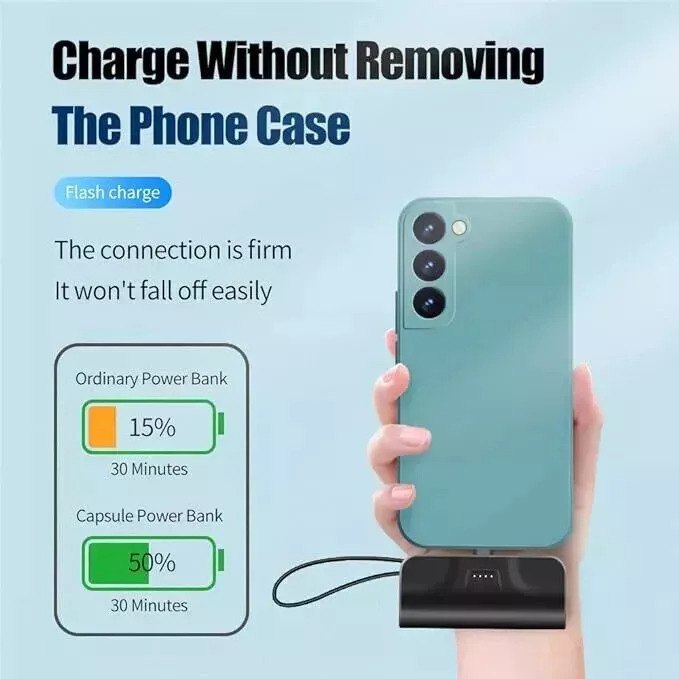 Charge Without Removing
The Phone Case
Flash charge
The connection is firm
It won't fall off easily
Ordinary Power Bank
15%
30 Minutes
Capsule Power Bank
50%
30 Minutes